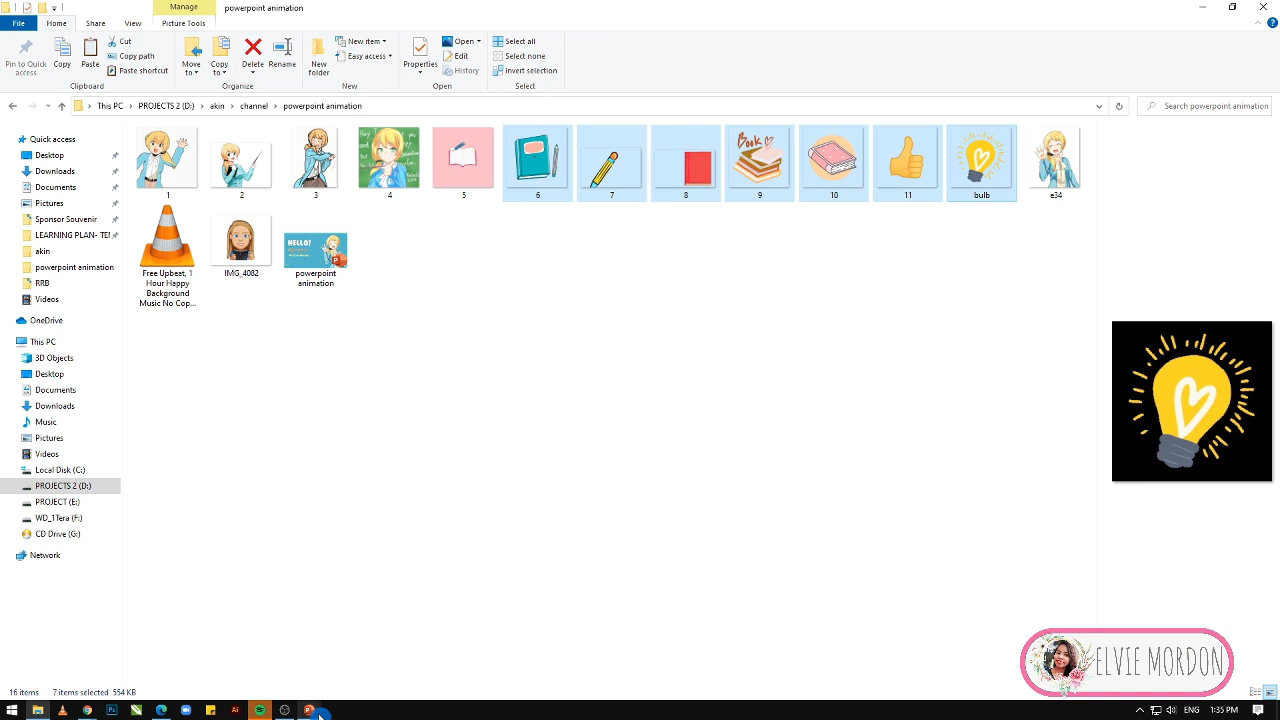 Manage
powerpoint animation
File
Home
Share
View
Picture Tools
Pin to Quick access
Copy
Paste
Cut
Copy path
Paste shortcut
Clipboard
Move to
Copy to
Delete
Rename
Organize
New folder
New item
Easy access
New
Properties
Open
Edit
History
Open
Select all
Select none
Invert selection
Select
This PC
PROJECTS 2 (D:)
akin
channel
powerpoint animation
Search powerpoint animation
Quick access
Desktop
Downloads
Documents
Pictures
Sponsor Souvenir
LEARNING PLAN- TEM
akin
powerpoint animation
RRB
Videos
OneDrive
This PC
3D Objects
Desktop
Documents
Downloads
Music
Pictures
Videos
Local Disk (C:)
PROJECTS 2 (D:)
PROJECT (E:)
WD_1Tera (F:)
CD Drive (G:)
Network
Book
1
2
3
4
5
6
7
8
9
10
11
bulb
e34
HELLO!
Free Upbeat, 1
Hour Happy
Background
Music No Cop...
IMG_4082
powerpoint
animation
ELVIE MORDON
16 items
7 items selected 554 KB
ENG
1:35 PM